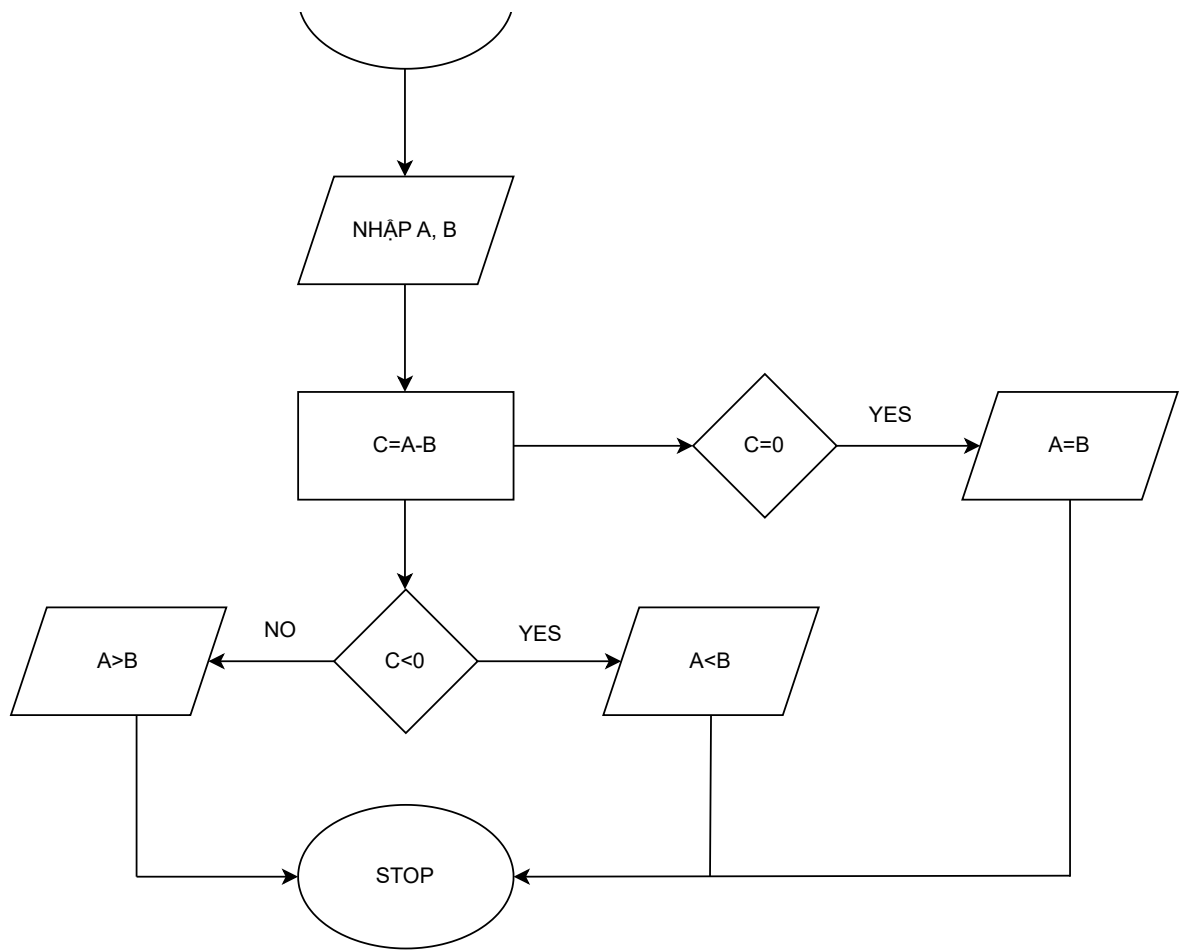 NHẬP A, B
C=A-B
C=0
YES
A=B
A>B
NO
C<0
YES
A<B
STOP